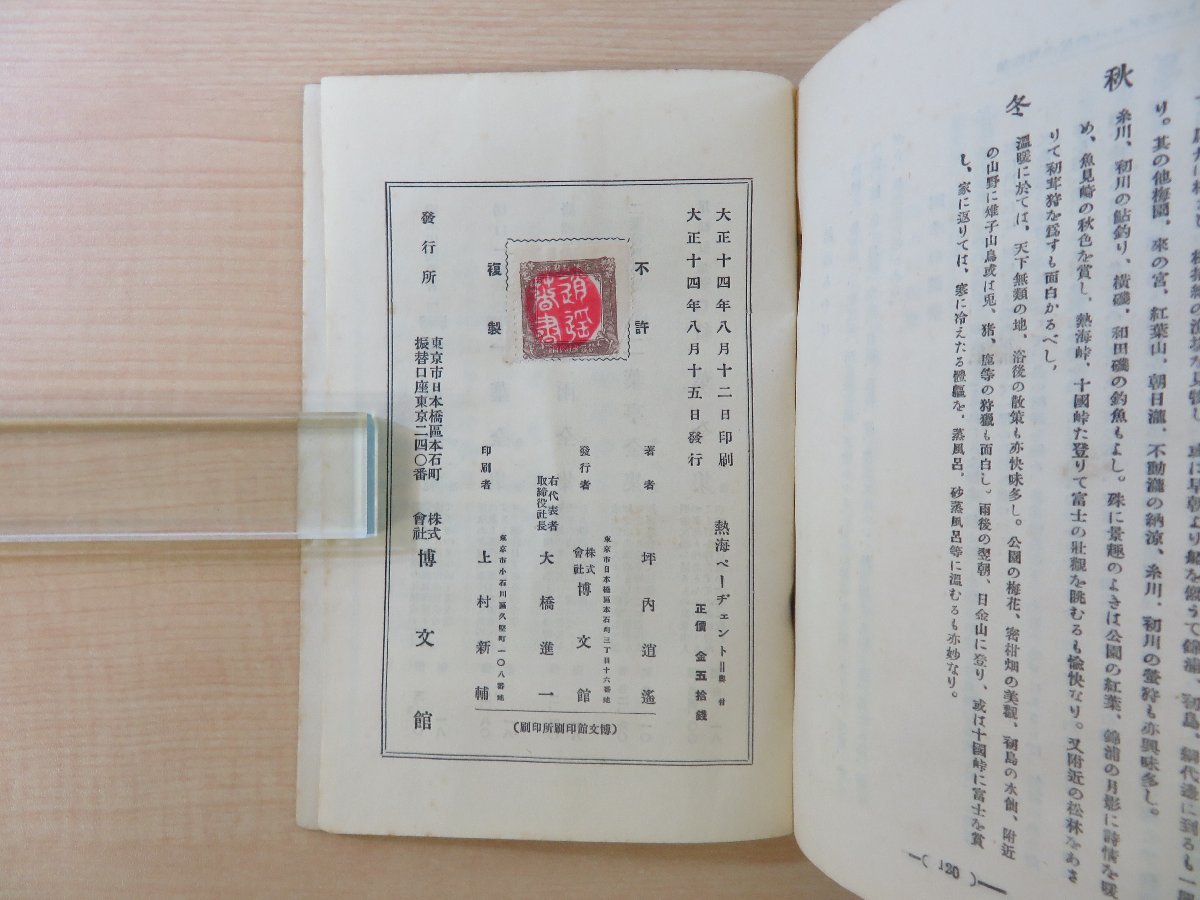 り。其の他梅園、來の宮、紅葉山、朝日瀧、不動瀧の納涼、糸川、初川の螢狩も亦興味多し。
秋
糸川、初川の鮎釣り、橫磯、和田磯の釣魚もよし。殊に景趣のよきは公園の紅葉、錦浦の月影に詩情を暖
め、魚見崎の秋色を賞し、熱海峠、十國峠た登りて富士の壯觀を眺むるも愉快なり。又附近の松林をあさ
りて初茸狩を爲すも面白かるべし、
冬
溫暖に於ては、天下無類の地、浴後の散策も亦快味多し。公園の梅花、密柑畑の美觀、初島の水仙、附近
の山野に雉子山鳥或は兎、猪、鹿等の狩獵も面白し。雨後の翌朝、日金山に登り、或は十國峠に富士を賞
し、家に返りては、寒に冷えたる體軀を、蒸風呂、砂蒸風呂等に溫むるも亦妙なり。
—( 120 )—
大正十四年八月十二日印刷
大正十四年八月十五日發行
熱海ページェント
正價 金五拾錢
不許
複製
逍遥
著書
著者 坪內逍遙
東京市日本橋區本石町三丁目十六番地
發行者 株式會社 博文館
右代表者
取締役社長 大橋進一
東京市小石川區久堅町一〇八番地
印刷者 上村新輔
(博文館印刷所印刷)
發行所
東京市日本橋區本石町
振替口座東京二四〇番
株式會社 博文館